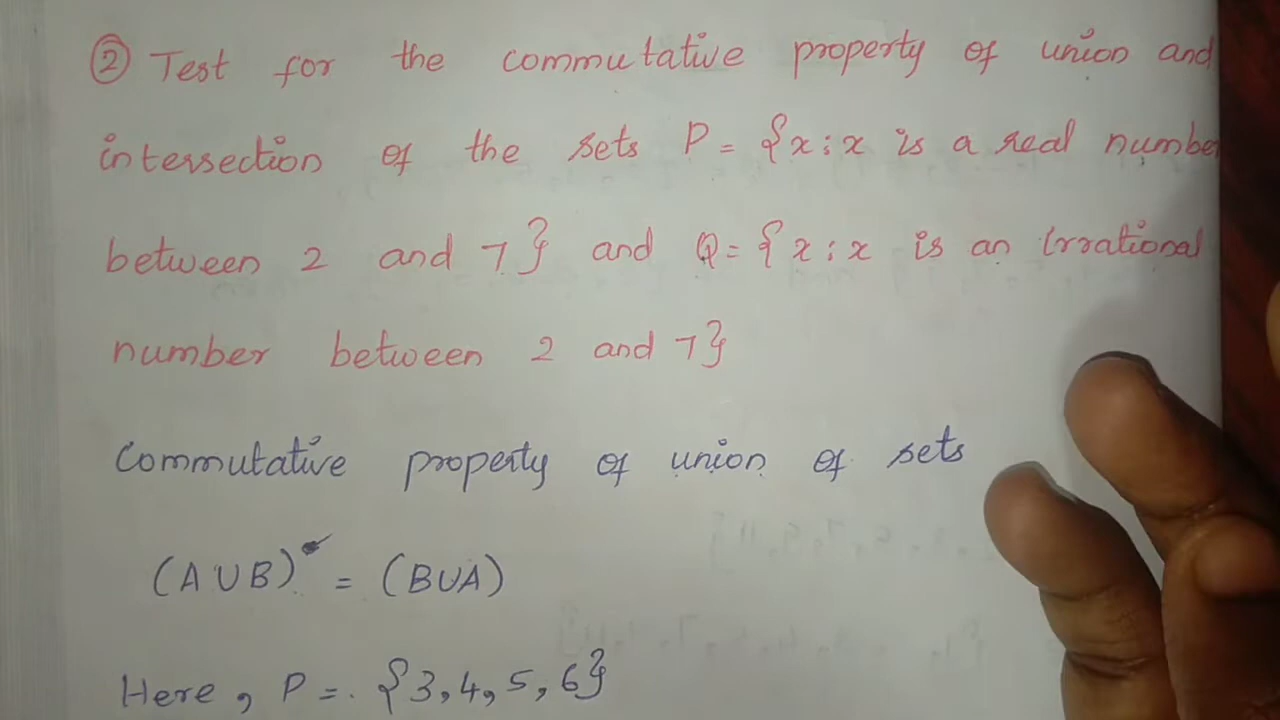 ② Test for the commutative property of union and
intersection of the sets P = {x : x is a real number
between 2 and 7} and Q = {x : x is an irrational
number between 2 and 7}
Commutative property of union of sets
(A∪B) = (B∪A)
Here, P = {3,4,5,6}